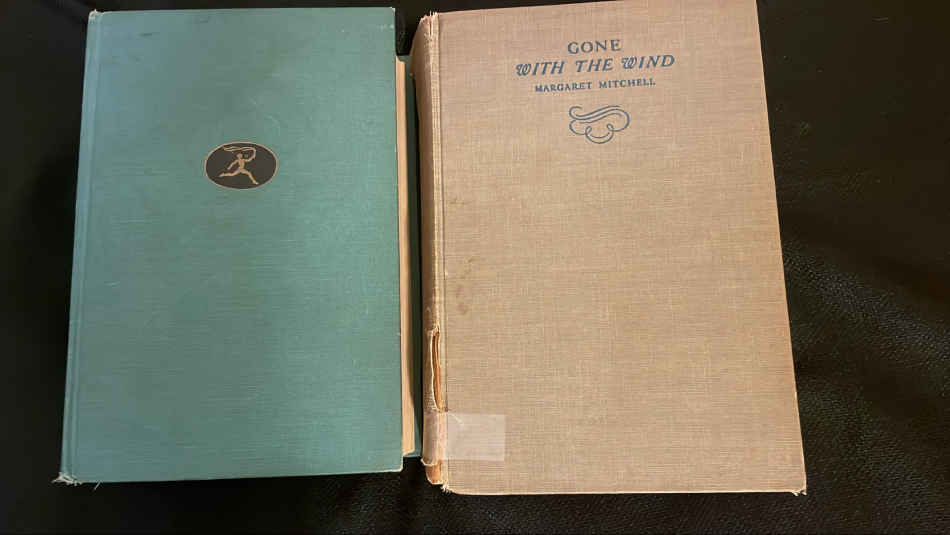 GONE
WITH THE WIND
MARGARET MITCHELL